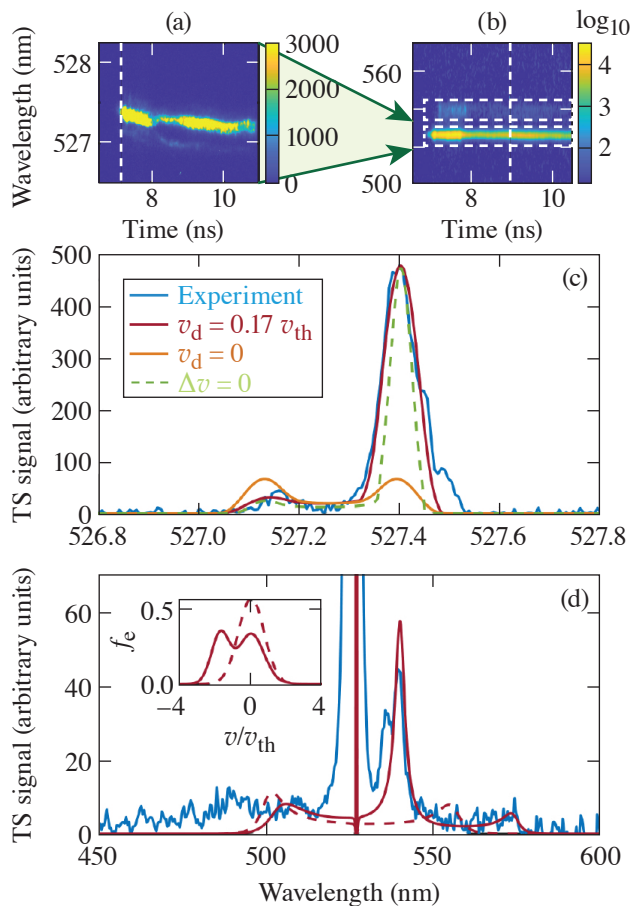 (a)
(b)
log10
Wavelength (nm)
528
527
8
10
Time (ns)
3000
2000
1000
0
560
500
8
10
Time (ns)
4
3
2
TS signal (arbitrary units)
500
400
300
200
100
0
(c)
Experiment
vd = 0.17 vth
vd = 0
Δv = 0
526.8
527.0
527.2
527.4
527.6
527.8
TS signal (arbitrary units)
60
40
20
0
(d)
fe
0.5
0.0
−4
0
4
v/vth
450
500
550
600
Wavelength (nm)